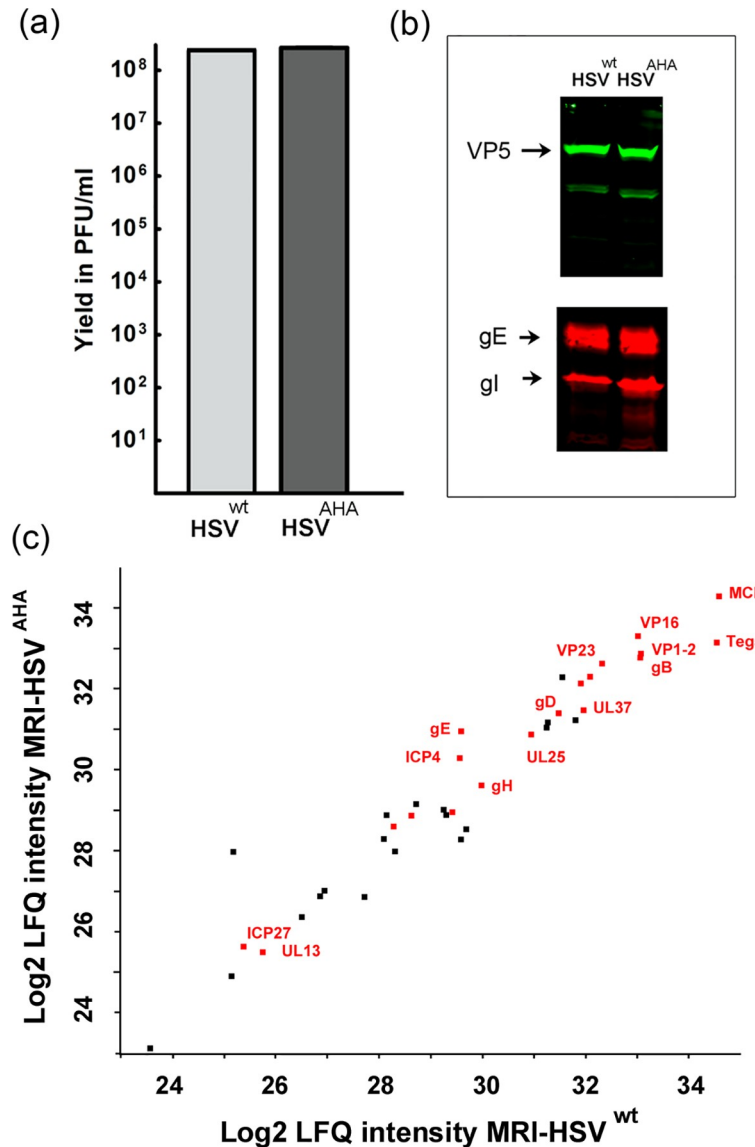 (a)
10⁸
10⁷
10⁶
10⁵
10⁴
10³
10²
10¹
Yield in PFU/ml
HSV wt
HSV AHA
(b)
HSV wt HSV AHA
VP5
gE
gI
(c)
Log2 LFQ intensity MRI-HSV AHA
34
32
30
28
26
24
MC
VP16
Teg
VP23
VP1-2
gB
gD
UL37
gE
ICP4
UL25
gH
ICP27
UL13
24 26 28 30 32 34
Log2 LFQ intensity MRI-HSV wt